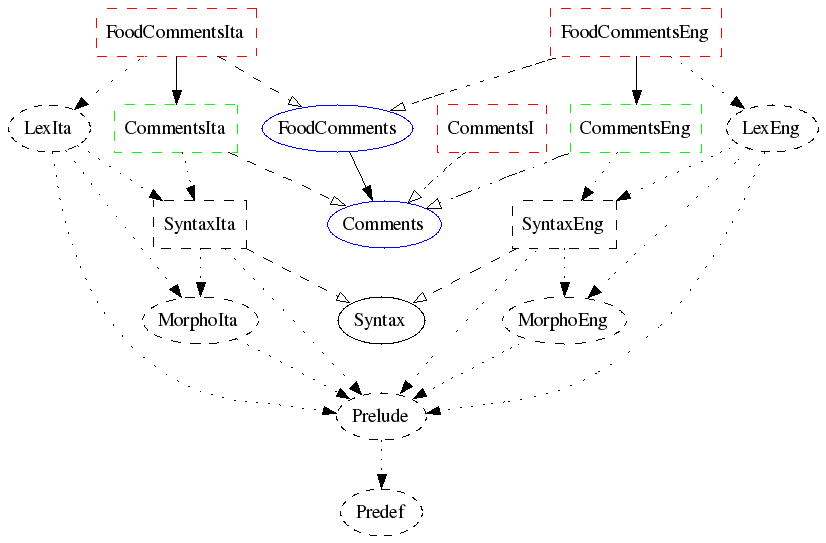 FoodCommentsIta
FoodCommentsEng
LexIta
CommentsIta
FoodComments
CommentsI
CommentsEng
LexEng
SyntaxIta
Comments
SyntaxEng
MorphoIta
Syntax
MorphoEng
Prelude
Predef